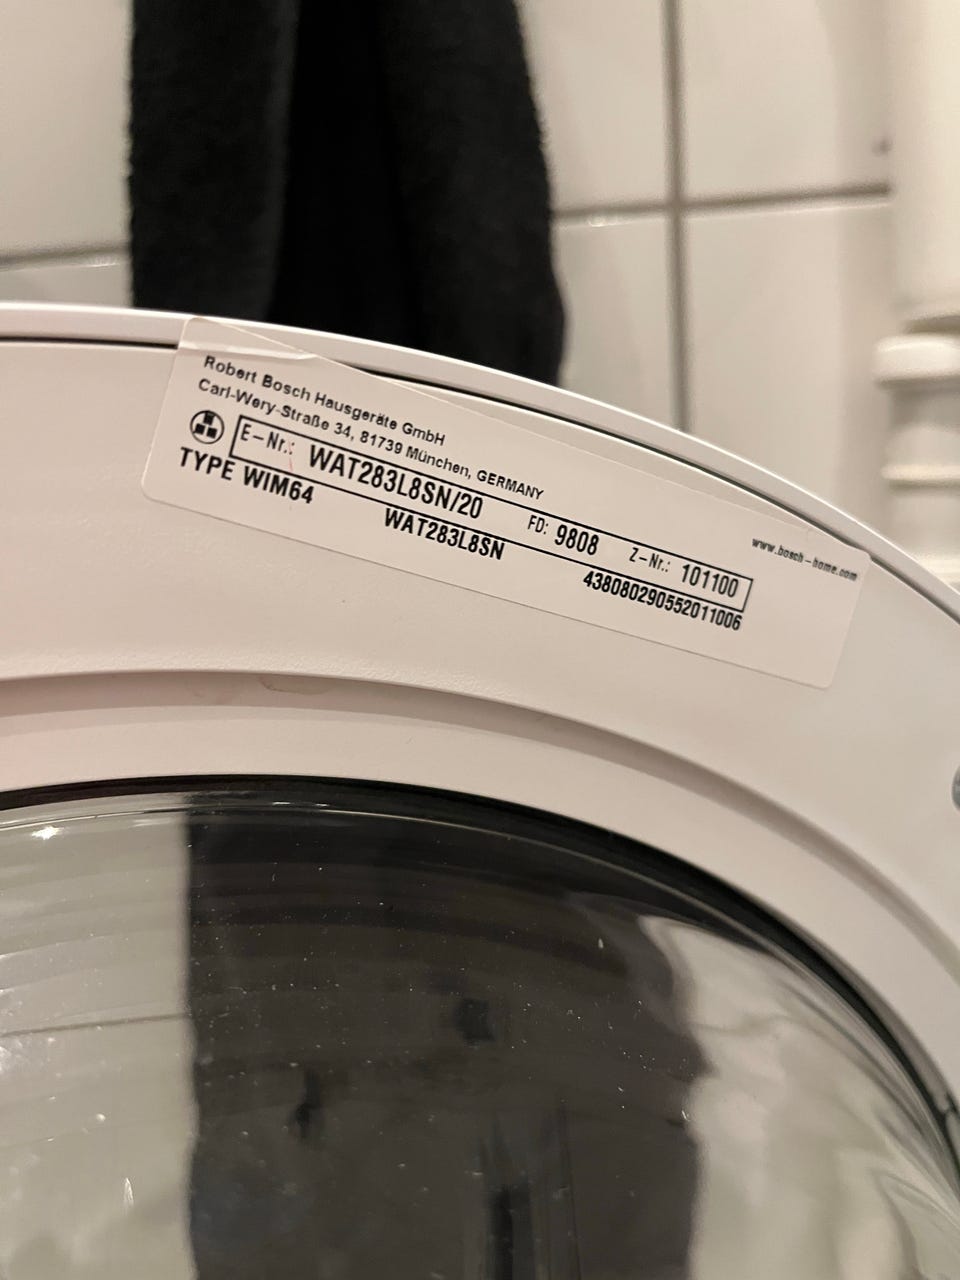 Robert Bosch Hausgeräte GmbH
Carl-Wery-Straße 34, 81739 München, GERMANY
www.bosch-home.com
E-Nr.: WAT283L8SN/20 FD: 9808 Z-Nr.: 101100
TYPE WIM64 WAT283L8SN 438080290552011006